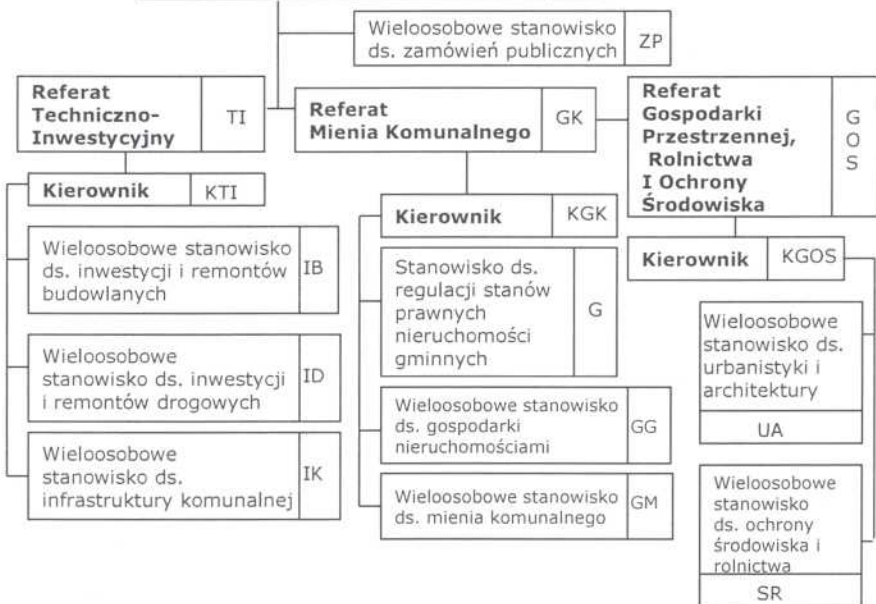 Wieloosobowe stanowisko
ds. zamówień publicznych
ZP
Referat
Techniczno-
Inwestycyjny
TI
Referat
Mienia Komunalnego
GK
Referat
Gospodarki
Przestrzennej,
Rolnictwa
I Ochrony
Środowiska
G
O
S
Kierownik
KTI
Wieloosobowe stanowisko
ds. inwestycji i remontów
budowlanych
IB
Wieloosobowe
stanowisko ds. inwestycji
i remontów drogowych
ID
Wieloosobowe
stanowisko ds.
infrastruktury komunalnej
IK
Kierownik
KGK
Stanowisko ds.
regulacji stanów
prawnych
nieruchomości
gminnych
G
Wieloosobowe stanowisko
ds. gospodarki
nieruchomościami
GG
Wieloosobowe stanowisko
ds. mienia komunalnego
GM
Kierownik
KGOS
Wieloosobowe
stanowisko ds.
urbanistyki i
architektury
UA
Wieloosobowe
stanowisko
ds. ochrony
środowiska i
rolnictwa
SR